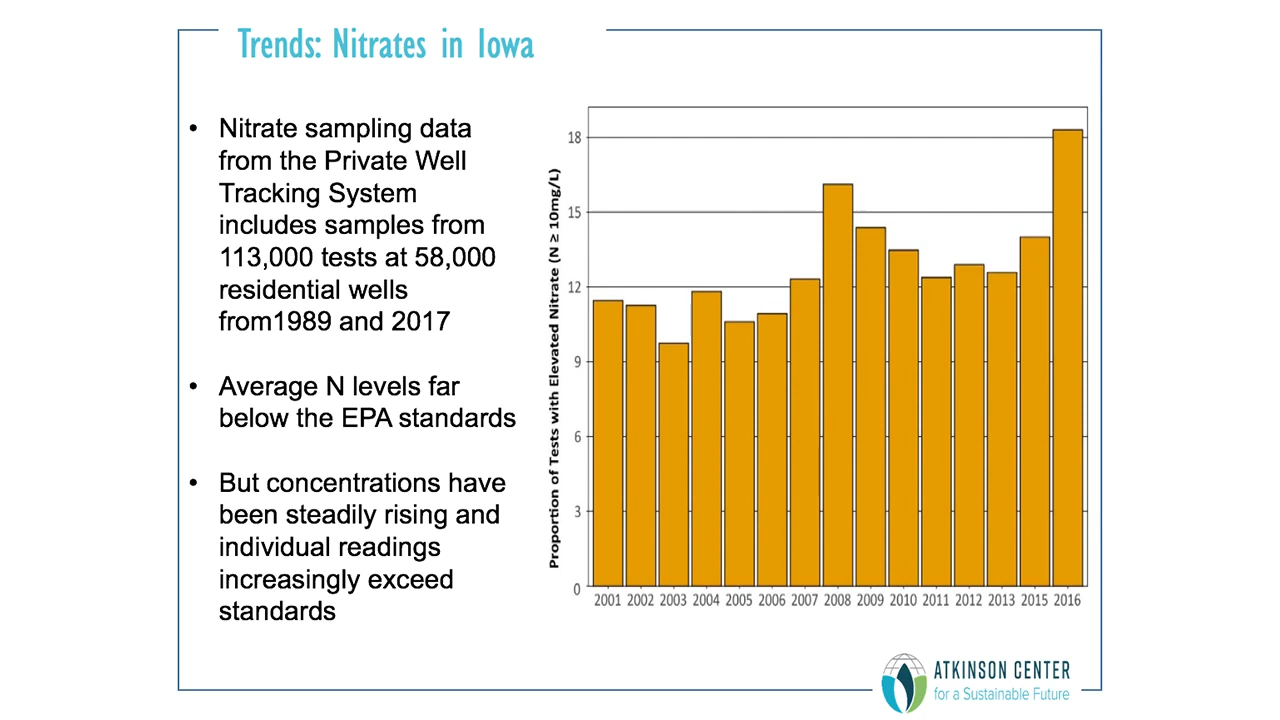 Trends: Nitrates in Iowa
• Nitrate sampling data
from the Private Well
Tracking System
includes samples from
113,000 tests at 58,000
residential wells
from1989 and 2017
• Average N levels far
below the EPA standards
• But concentrations have
been steadily rising and
individual readings
increasingly exceed
standards
Proportion of Tests with Elevated Nitrate (N ≥ 10mg/L)
18
15
12
9
6
3
0
2001 2002 2003 2004 2005 2006 2007 2008 2009 2010 2011 2012 2013 2015 2016
ATKINSON CENTER
for a Sustainable Future